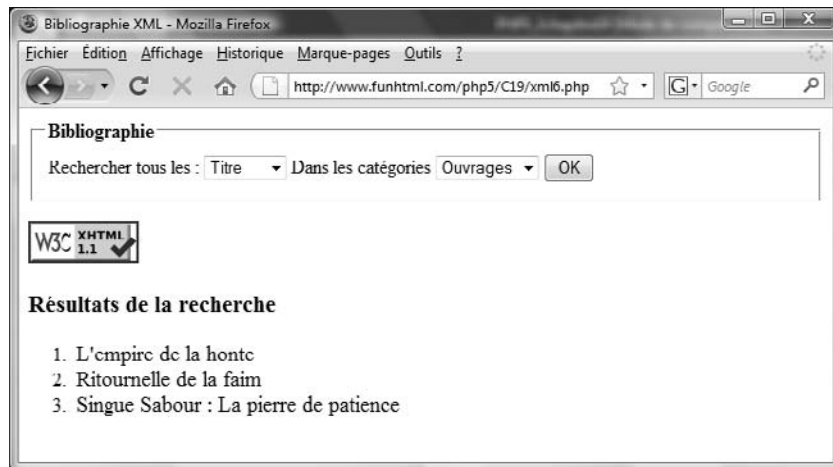 Bibliographie XML - Mozilla Firefox
Fichier Édition Affichage Historique Marque-pages Outils ?
http://www.funhtml.com/php5/C19/xml6.php G Google
Bibliographie
Rechercher tous les : Titre Dans les catégories Ouvrages OK
W3C XHTML 1.1
Résultats de la recherche
1. L'empire de la honte
2. Ritournelle de la faim
3. Singue Sabour : La pierre de patience